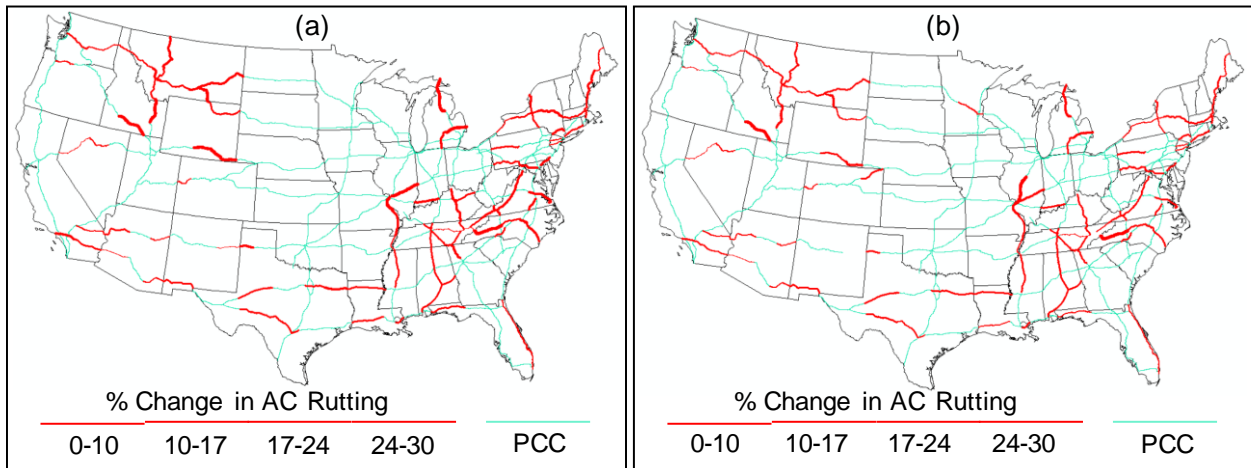 (a)
% Change in AC Rutting
0-10 10-17 17-24 24-30 PCC
(b)
% Change in AC Rutting
0-10 10-17 17-24 24-30 PCC